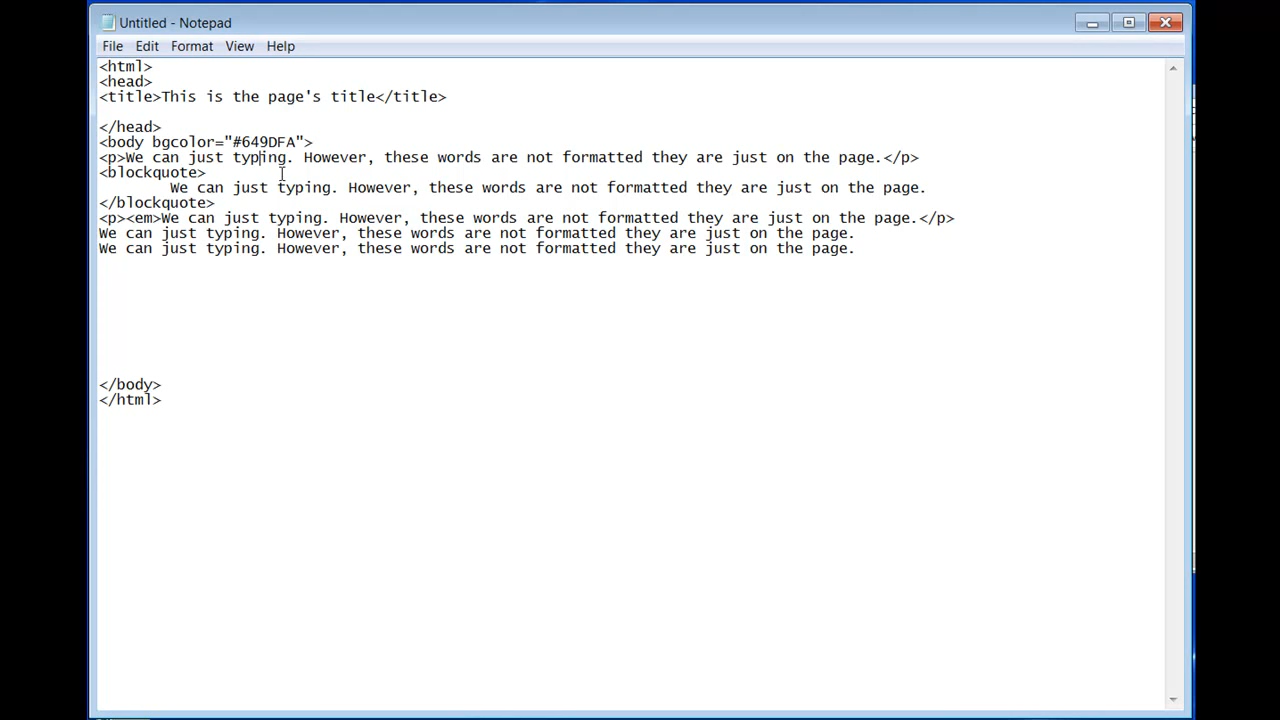 Untitled - Notepad
File Edit Format View Help
<html>
<head>
<title>This is the page's title</title>
</head>
<body bgcolor="#649DFA">
<p>We can just typing. However, these words are not formatted they are just on the page.</p>
<blockquote>
We can just typing. However, these words are not formatted they are just on the page.
</blockquote>
<p><em>We can just typing. However, these words are not formatted they are just on the page.</p>
We can just typing. However, these words are not formatted they are just on the page.
We can just typing. However, these words are not formatted they are just on the page.
</body>
</html>